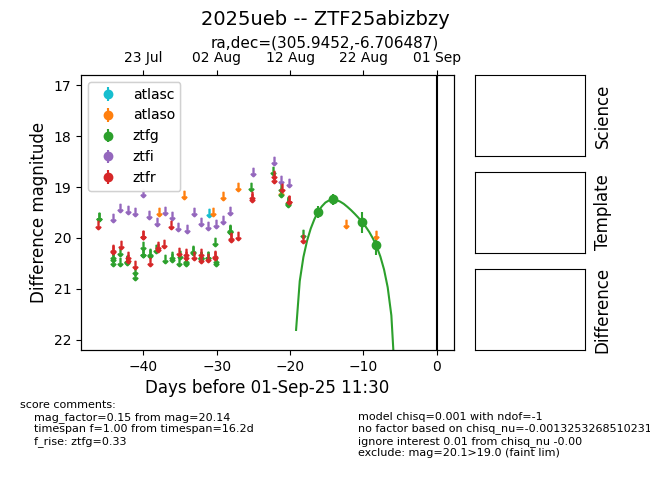 2025ueb -- ZTF25abizbzy
ra,dec=(305.9452,-6.706487)
23 Jul 02 Aug 12 Aug 22 Aug 01 Sep
17
18
19
20
21
22
Difference magnitude
atlasc
atlaso
ztfg
ztfi
ztfr
−40 −30 −20 −10 0
Days before 01-Sep-25 11:30
Science
Template
Difference
score comments:
mag_factor=0.15 from mag=20.14
timespan f=1.00 from timespan=16.2d
f_rise: ztfg=0.33
model chisq=0.001 with ndof=-1
no factor based on chisq_nu=-0.0013253268510231
ignore interest 0.01 from chisq_nu -0.00
exclude: mag=20.1>19.0 (faint lim)